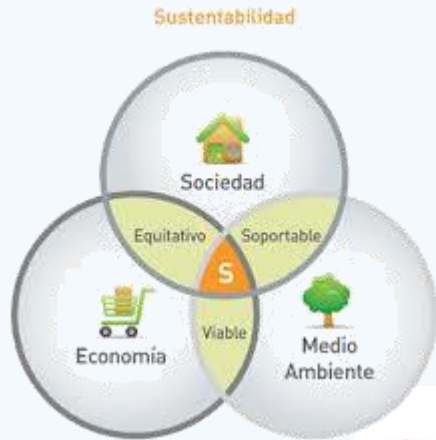 Sustentabilidad
Sociedad
Equitativo
Soportable
S
Viable
Economía
Medio
Ambiente